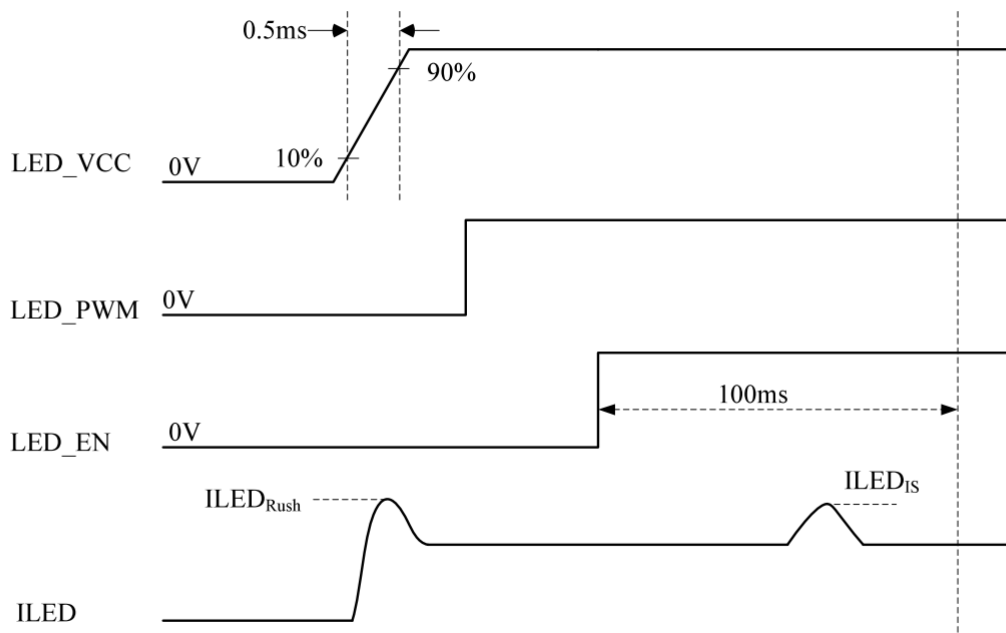 0.5ms
90%
10%
LED_VCC
0V
LED_PWM
0V
100ms
LED_EN
0V
ILEDRush
ILEDIS
ILED